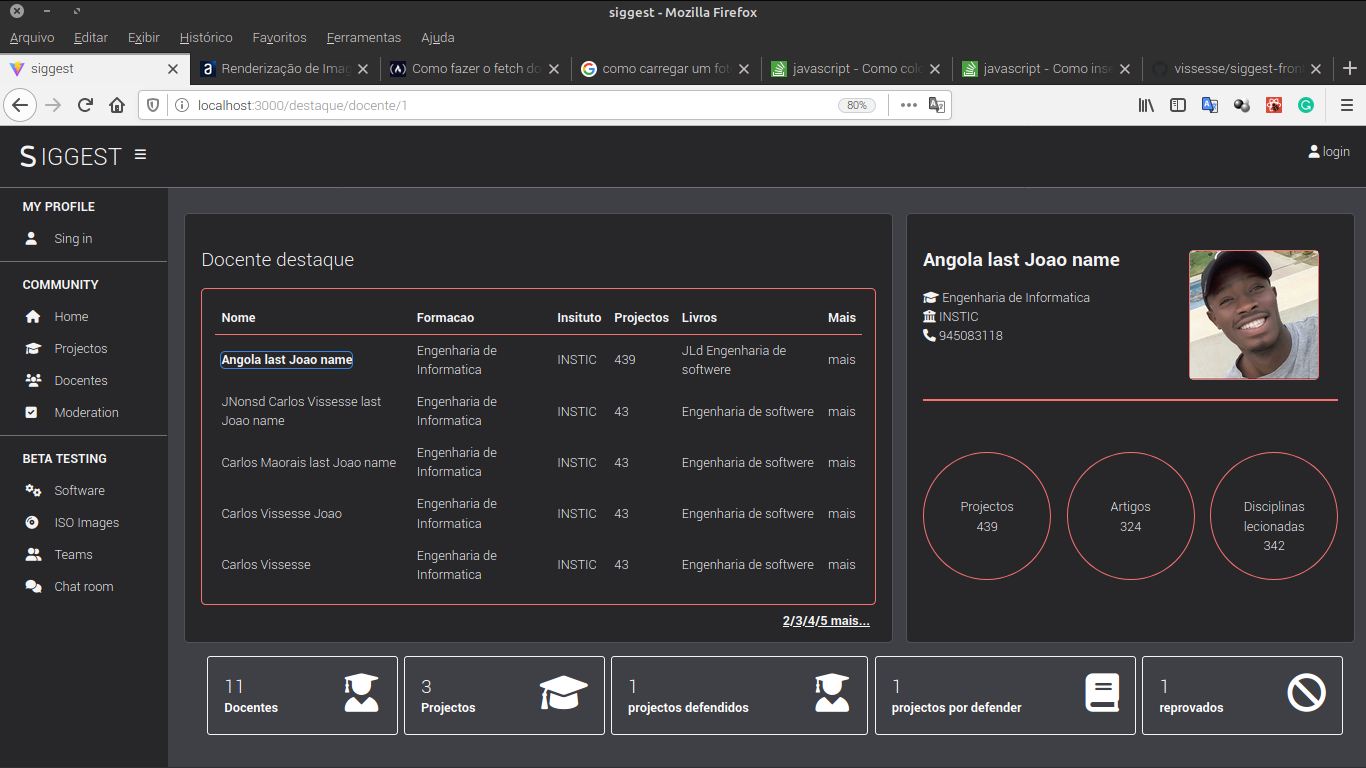 siggest - Mozilla Firefox
Arquivo Editar Exibir Histórico Favoritos Ferramentas Ajuda
siggest
Renderização de Imag
Como fazer o fetch do
como carregar um fot
javascript - Como colo
javascript - Como inse
vissesse/siggest-fron
localhost:3000/destaque/docente/1
80%
SIGGEST
login
MY PROFILE
Sing in
COMMUNITY
Home
Projectos
Docentes
Moderation
BETA TESTING
Software
ISO Images
Teams
Chat room
Docente destaque
Nome Formacao Insituto Projectos Livros Mais
Angola last Joao name Engenharia de Informatica INSTIC 439 JLd Engenharia de softwere mais
JNonsd Carlos Vissesse last Joao name Engenharia de Informatica INSTIC 43 Engenharia de softwere mais
Carlos Maorais last Joao name Engenharia de Informatica INSTIC 43 Engenharia de softwere mais
Carlos Vissesse Joao Engenharia de Informatica INSTIC 43 Engenharia de softwere mais
Carlos Vissesse Engenharia de Informatica INSTIC 43 Engenharia de softwere mais
2/3/4/5 mais...
Angola last Joao name
Engenharia de Informatica
INSTIC
945083118
Projectos
439
Artigos
324
Disciplinas
lecionadas
342
11
Docentes
3
Projectos
1
projectos defendidos
1
projectos por defender
1
reprovados